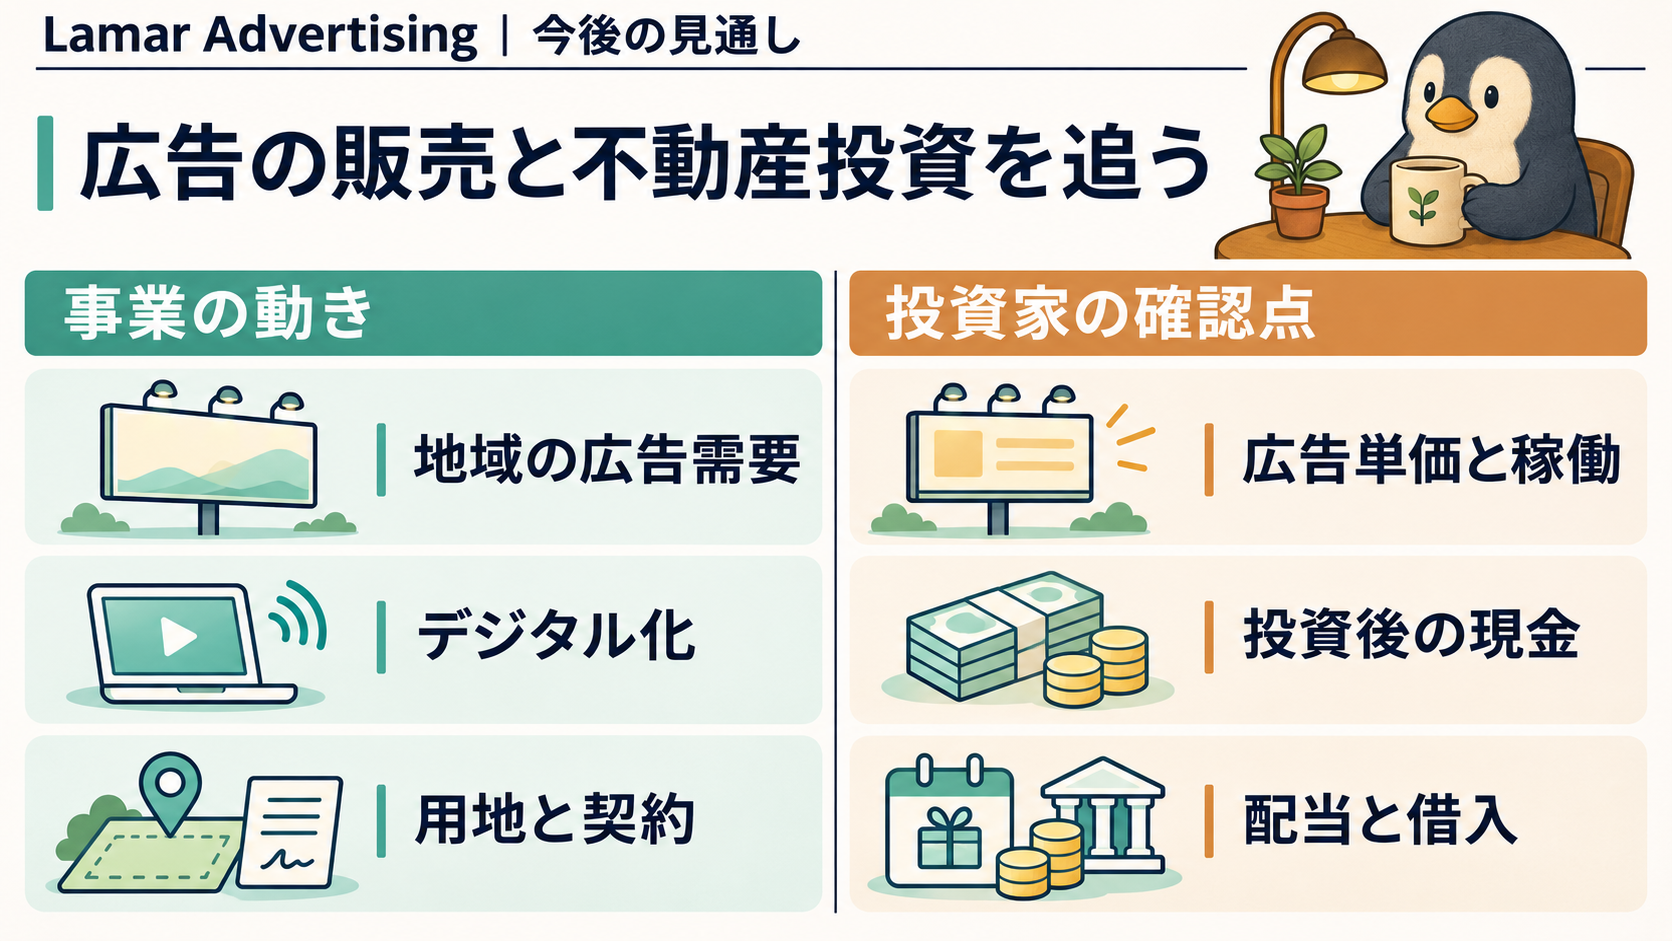 Lamar Advertising | 今後の見通し
広告の販売と不動産投資を追う
事業の動き
地域の広告需要
デジタル化
用地と契約
投資家の確認点
広告単価と稼働
投資後の現金
配当と借入